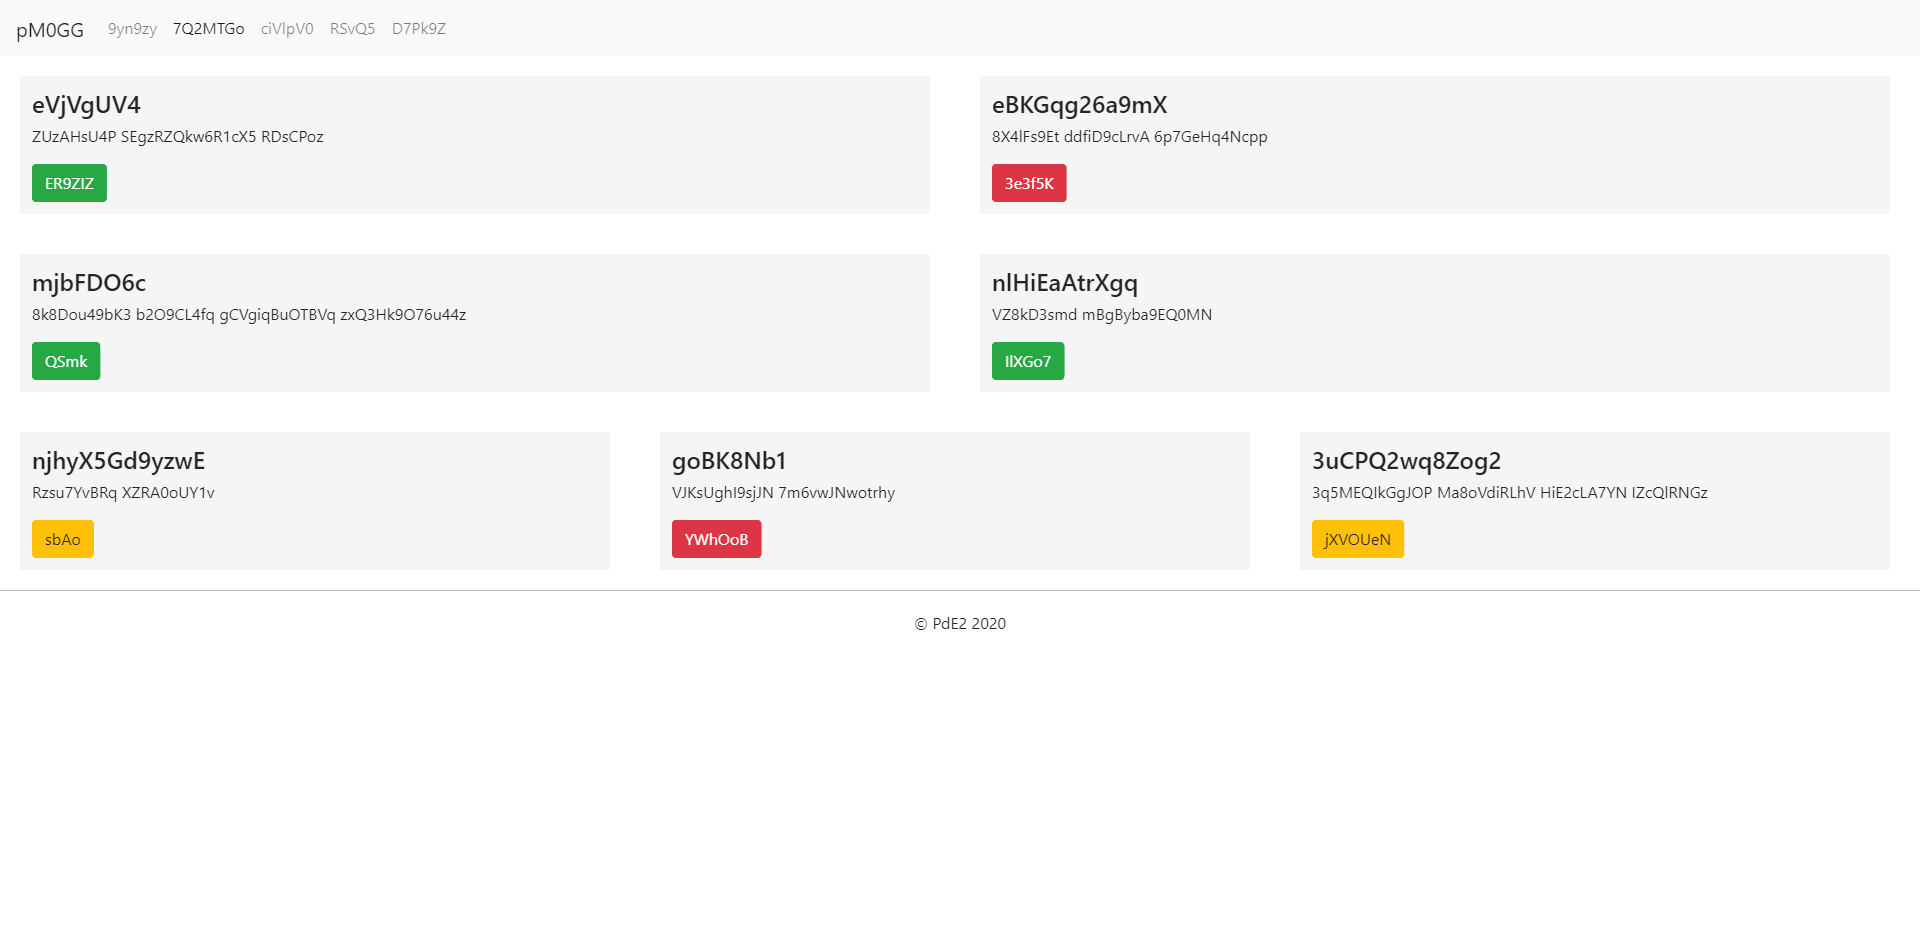 pM0GG 9yn9zy 7Q2MTGo ciVlpV0 RSvQ5 D7Pk9Z
eVjVgUV4
ZUzAHsU4P SEgzRZQkw6R1cX5 RDsCPoz
ER9ZIZ
eBKGqg26a9mX
8X4lFs9Et ddfiD9cLrvA 6p7GeHq4Ncpp
3e3f5K
mjbFDO6c
8k8Dou49bK3 b2O9CL4fq gCVgiqBuOTBVq zxQ3Hk9O76u44z
QSmk
nlHiEaAtrXgq
VZ8kD3smd mBgByba9EQ0MN
IlXGo7
njhyX5Gd9yzwE
Rzsu7YvBRq XZRA0oUY1v
sbAo
goBK8Nb1
VJKsUghI9sjJN 7m6vwJNwotrhy
YWhOoB
3uCPQ2wq8Zog2
3q5MEQIkGgJOP Ma8oVdiRLhV HiE2cLA7YN IZcQlRNGz
jXVOUeN
© PdE2 2020